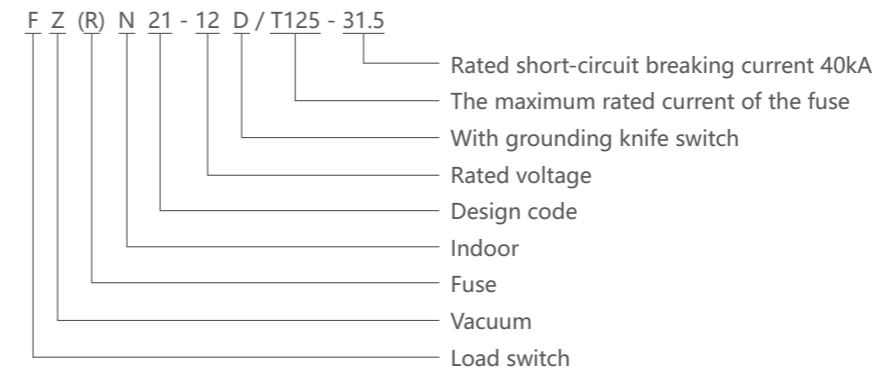 F Z (R) N 21 - 12 D / T125 - 31.5
Rated short-circuit breaking current 40kA
The maximum rated current of the fuse
With grounding knife switch
Rated voltage
Design code
Indoor
Fuse
Vacuum
Load switch